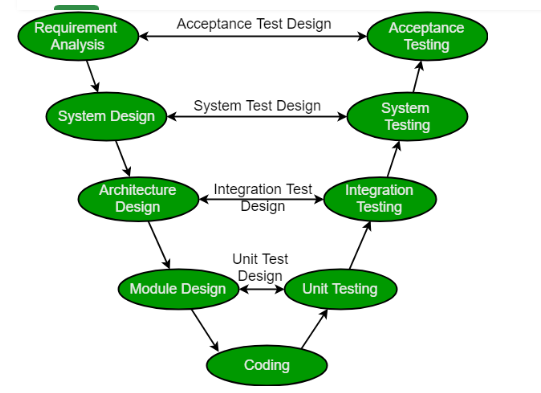 Requirement
Analysis
Acceptance Test Design
Acceptance
Testing
System Design
System Test Design
System
Testing
Architecture
Design
Integration Test
Design
Integration
Testing
Module Design
Unit Test
Design
Unit Testing
Coding